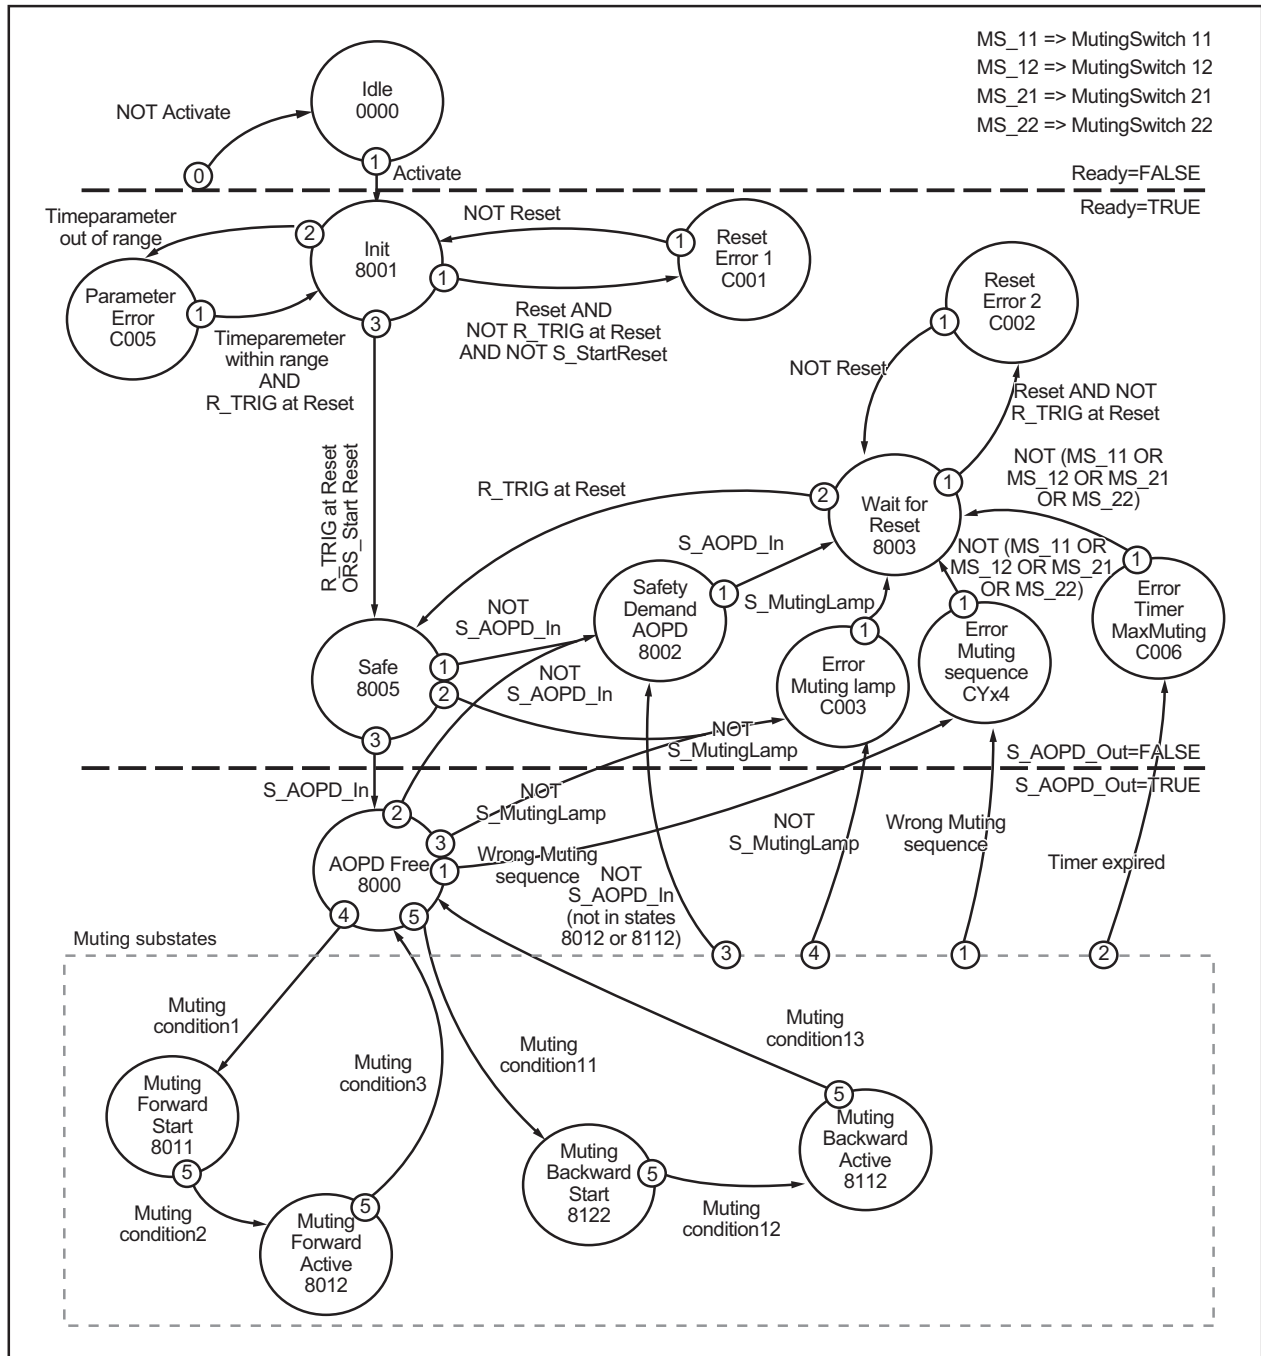 MS_11 => MutingSwitch 11
MS_12 => MutingSwitch 12
MS_21 => MutingSwitch 21
MS_22 => MutingSwitch 22
Idle
0000
NOT Activate
0
1
Activate
Ready=FALSE
Ready=TRUE
Timeparameter
out of range
2
Init
8001
1
3
NOT Reset
1
Reset
Error 1
C001
Parameter
Error
C005
1
Timeparemeter
within range
AND
R_TRIG at Reset
Reset AND
NOT R_TRIG at Reset
AND NOT S_StartReset
Reset
Error 2
C002
1
NOT Reset
Reset AND NOT
R_TRIG at Reset
R_TRIG at Reset
ORS_Start Reset
R_TRIG at Reset
2
Wait for
Reset
8003
1
NOT (MS_11 OR
MS_12 OR MS_21
OR MS_22)
S_AOPD_In
NOT (MS_11 OR
MS_12 OR MS_21
OR MS_22)
Safety
Demand
AOPD
8002
1
S_MutingLamp
1
Error
Muting lamp
C003
1
Error
Muting
sequence
CYx4
1
Error
Timer
MaxMuting
C006
NOT
S_AOPD_In
Safe
8005
1
2
3
NOT
S_AOPD_In
NOT
S_MutingLamp
S_AOPD_Out=FALSE
S_AOPD_Out=TRUE
S_AOPD_In
2
NOT
S_MutingLamp
3
AOPD Free
8000
1
4
5
Wrong Muting
sequence
NOT
S_AOPD_In
(not in states
8012 or 8112)
NOT
S_MutingLamp
Wrong Muting
sequence
Timer expired
Muting substates
3
4
1
2
Muting
condition1
Muting
condition3
Muting
condition11
Muting
condition13
Muting
Forward
Start
8011
5
Muting
condition2
Muting
Forward
Active
8012
5
Muting
Backward
Start
8122
5
Muting
condition12
5
Muting
Backward
Active
8112